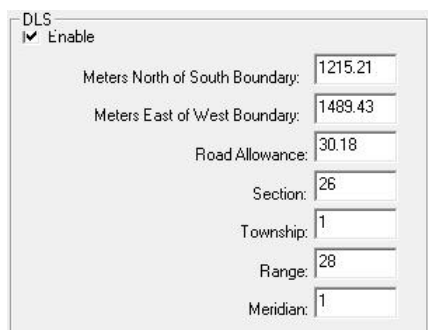 DLS
Enable
Meters North of South Boundary: 1215.21
Meters East of West Boundary: 1489.43
Road Allowance: 30.18
Section: 26
Township: 1
Range: 28
Meridian: 1